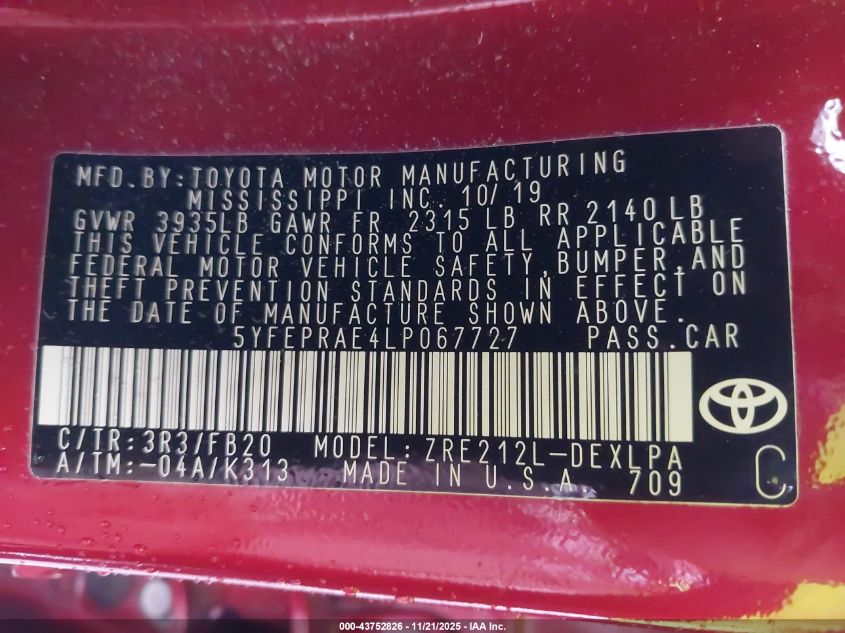 MFD.BY:TOYOTA MOTOR MANUFACTURING
MISSISSIPPI INC. 10/19
GVWR 3935LB GAWR FR 2315 LB RR 2140 LB
THIS VEHICLE CONFORMS TO ALL APPLICABLE
FEDERAL MOTOR VEHICLE SAFETY,BUMPER,AND
THEFT PREVENTION STANDARDS IN EFFECT ON
THE DATE OF MANUFACTURE SHOWN ABOVE.
5YFEPRAE4LP067727 PASS.CAR
C/TR:3R3/FB20 MODEL:ZRE212L-DEXLPA
A/TM:-04A/K313 MADE IN U.S.A. 709 C
000-43752826 - 11/21/2025 - IAA Inc.